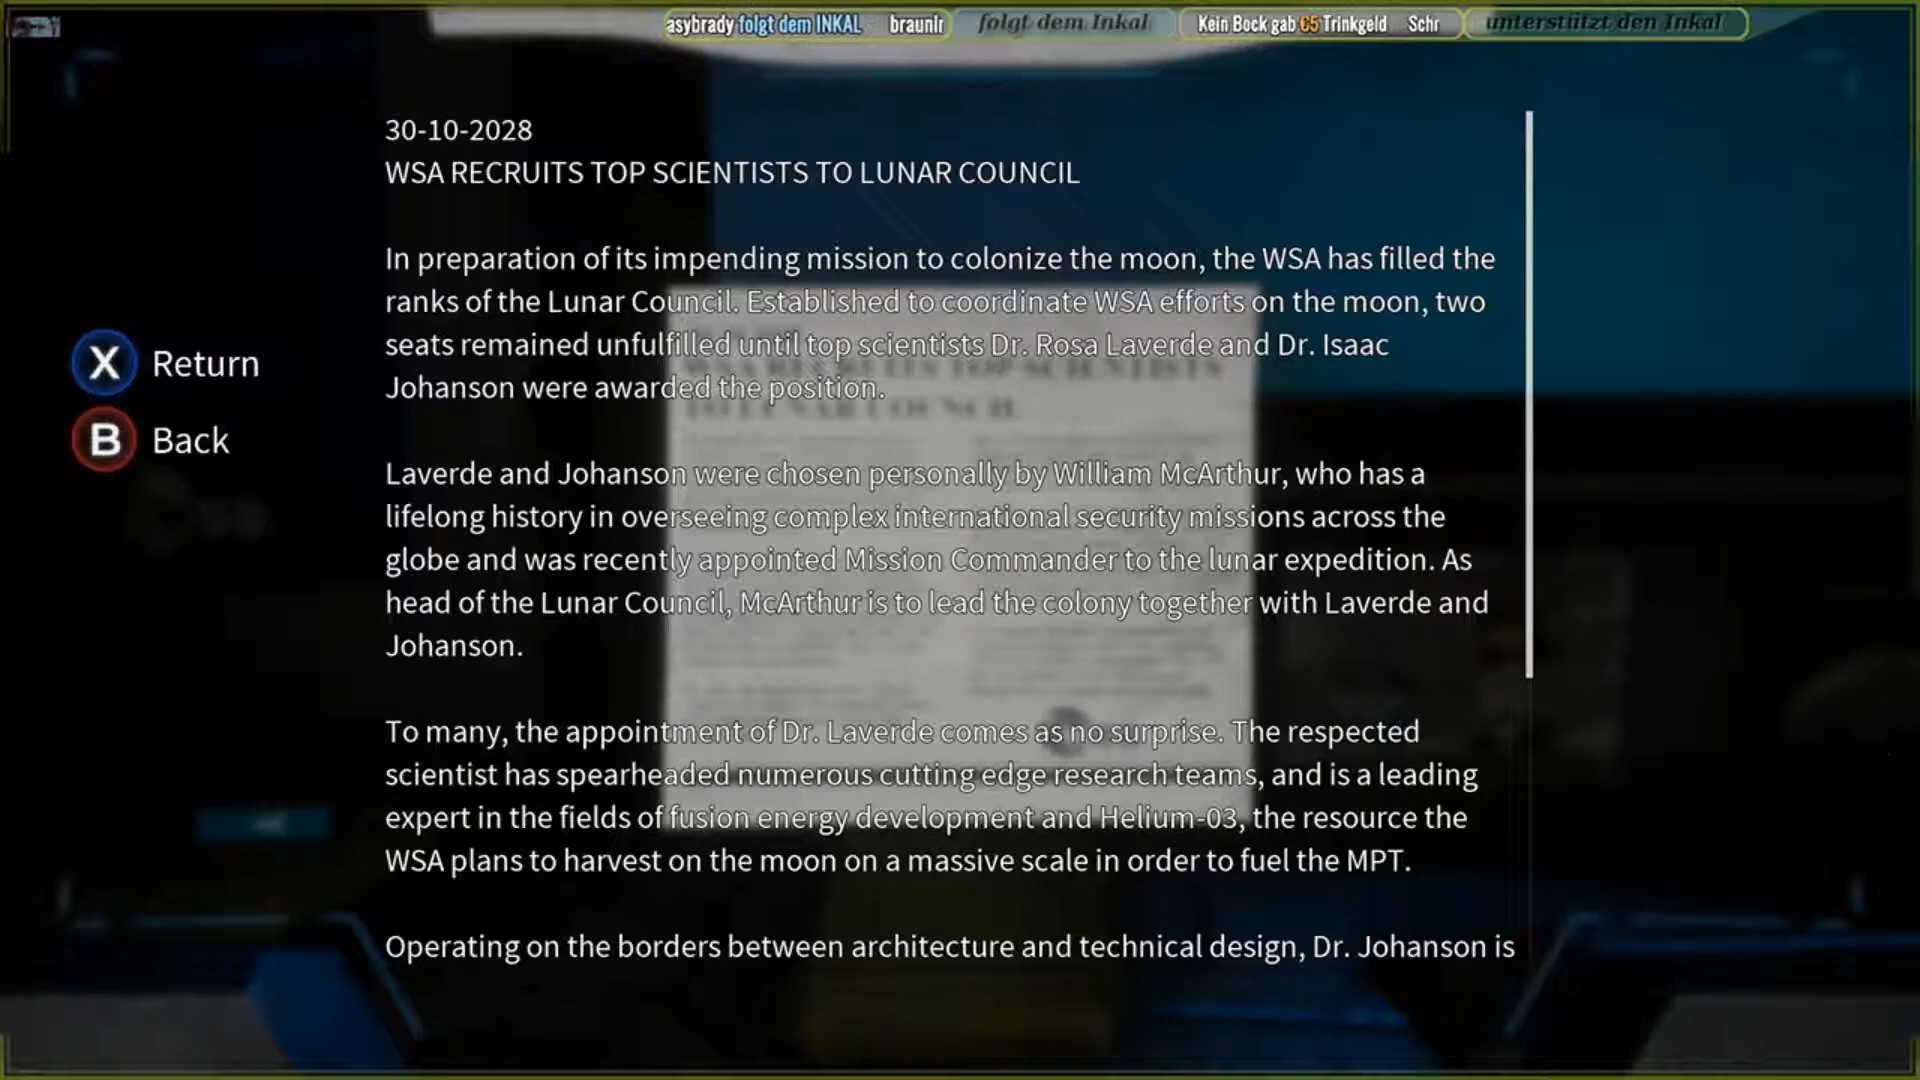 asybrady folgt dem INKAL braunir folgt dem Inkal Kein Bock gab €5 Trinkgeld Schr unterstützt den Inkal
30-10-2028
WSA RECRUITS TOP SCIENTISTS TO LUNAR COUNCIL
In preparation of its impending mission to colonize the moon, the WSA has filled the
ranks of the Lunar Council. Established to coordinate WSA efforts on the moon, two
seats remained unfulfilled until top scientists Dr. Rosa Laverde and Dr. Isaac
Johanson were awarded the position.
X Return
B Back
Laverde and Johanson were chosen personally by William McArthur, who has a
lifelong history in overseeing complex international security missions across the
globe and was recently appointed Mission Commander to the lunar expedition. As
head of the Lunar Council, McArthur is to lead the colony together with Laverde and
Johanson.
To many, the appointment of Dr. Laverde comes as no surprise. The respected
scientist has spearheaded numerous cutting edge research teams, and is a leading
expert in the fields of fusion energy development and Helium-03, the resource the
WSA plans to harvest on the moon on a massive scale in order to fuel the MPT.
Operating on the borders between architecture and technical design, Dr. Johanson is